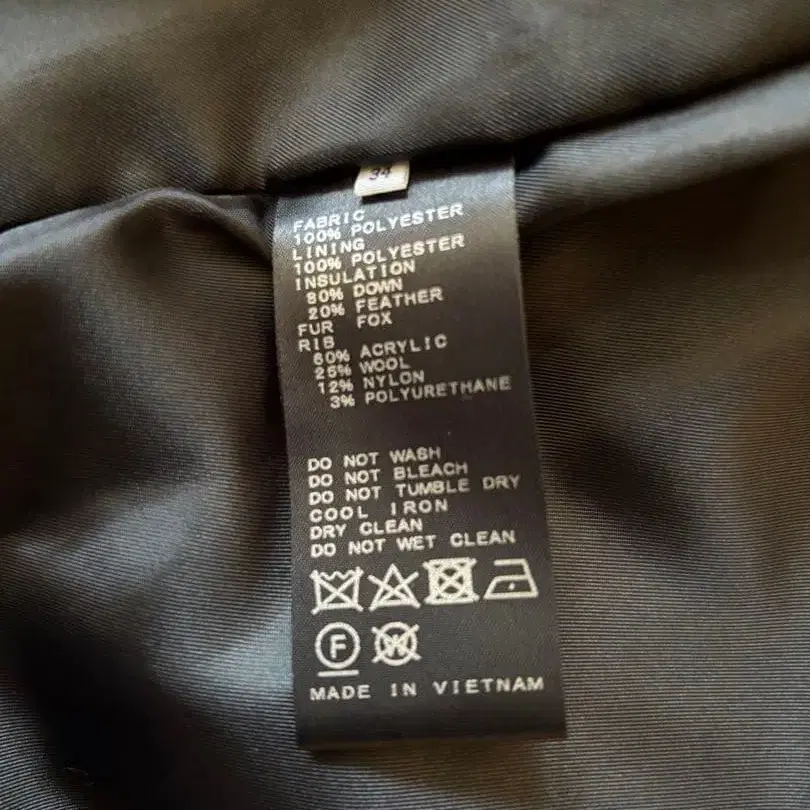 34
FABRIC
100% POLYESTER
LINING
100% POLYESTER
INSULATION
80% DOWN
20% FEATHER
FUR FOX
RIB
60% ACRYLIC
25% WOOL
12% NYLON
3% POLYURETHANE
DO NOT WASH
DO NOT BLEACH
DO NOT TUMBLE DRY
COOL IRON
DRY CLEAN
DO NOT WET CLEAN
F W
MADE IN VIETNAM